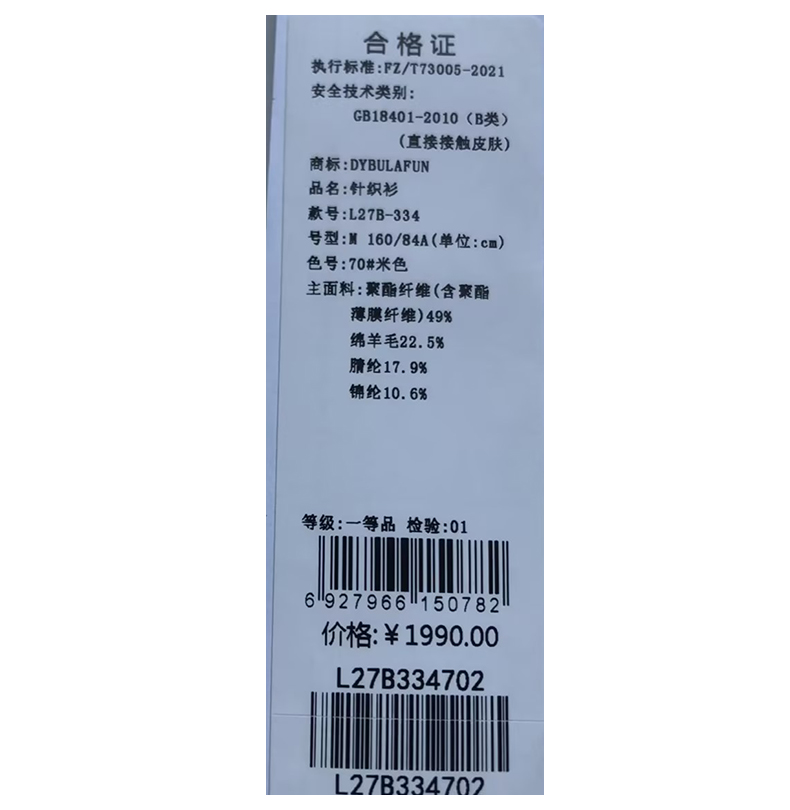 合格证
执行标准:FZ/T73005-2021
安全技术类别:
GB18401-2010（B类）
(直接接触皮肤)
商标:DYBULAFUN
品名:针织衫
款号:L27B-334
号型:M 160/84A(单位:cm)
色号:70#米色
主面料:聚酯纤维(含聚酯
薄膜纤维)49%
绵羊毛22.5%
腈纶17.9%
锦纶10.6%
等级:一等品 检验:01
6 927966 150782
价格:¥1990.00
L27B334702
L27B334702